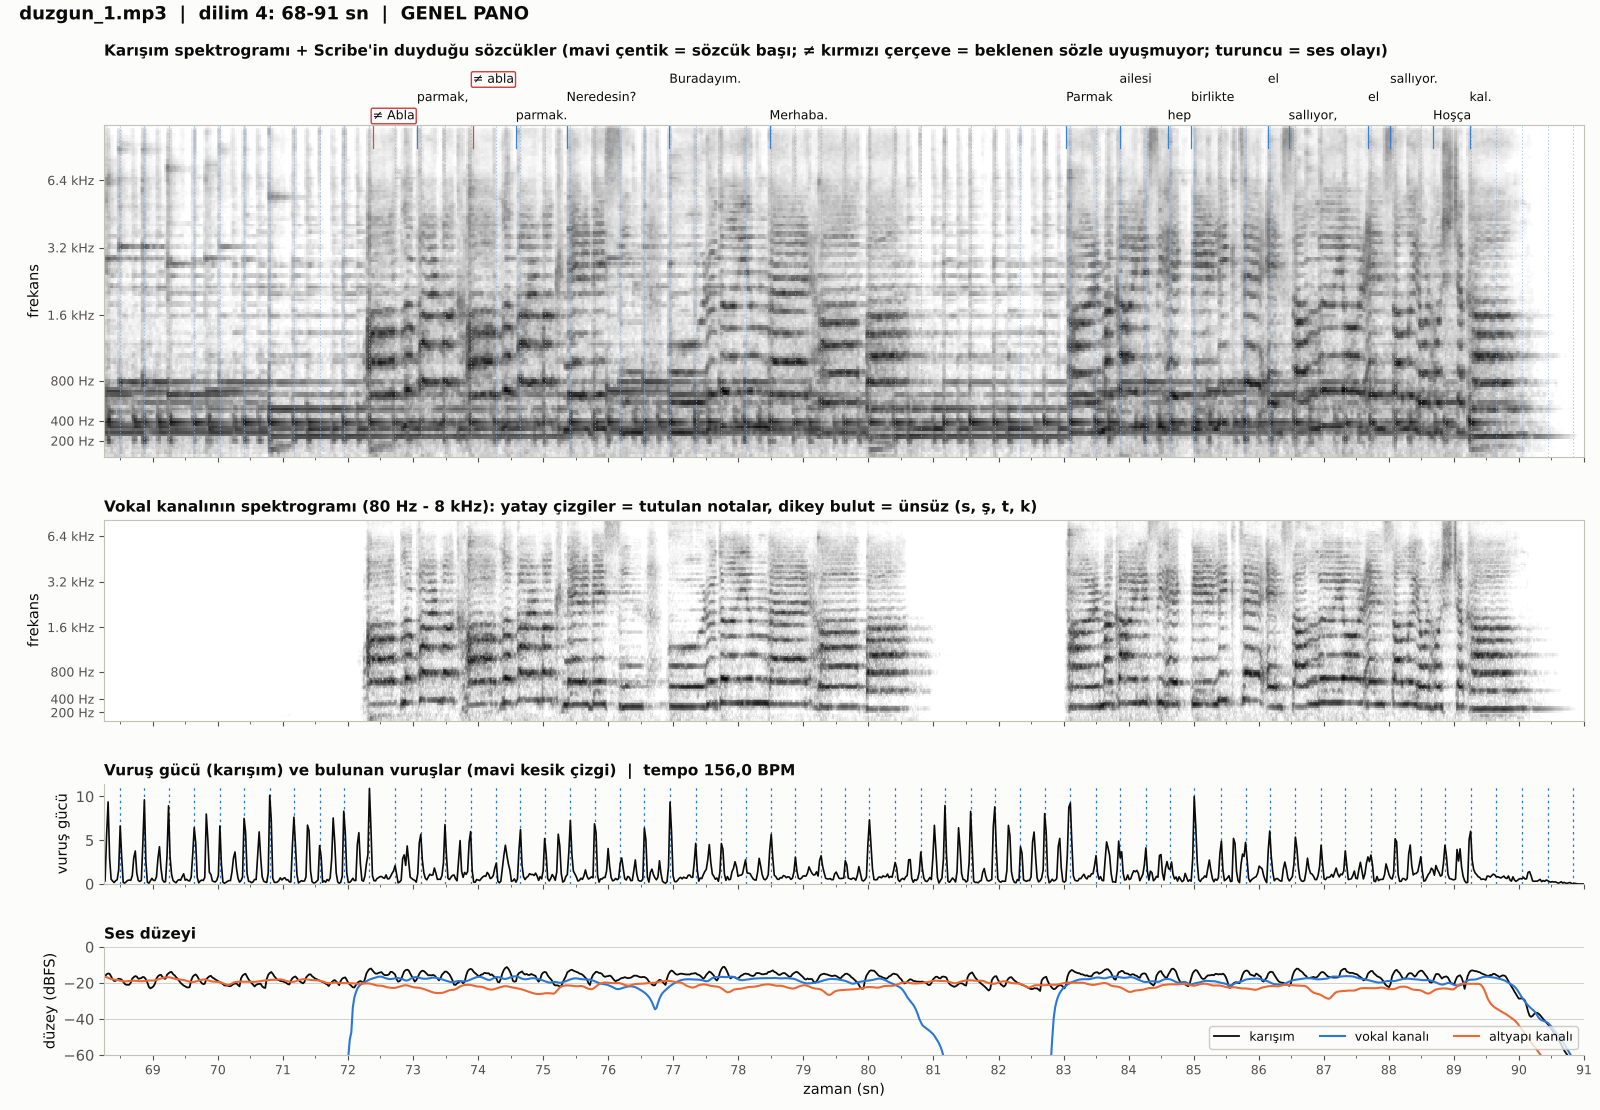 duzgun_1.mp3 | dilim 4: 68-91 sn | GENEL PANO
Karışım spektrogramı + Scribe'in duyduğu sözcükler (mavi çentik = sözcük başı; ≠ kırmızı çerçeve = beklenen sözle uyuşmuyor; turuncu = ses olayı)
≠ abla Buradayım. ailesi el sallıyor.
parmak, Neredesin? Parmak birlikte el kal.
≠ Abla parmak. Merhaba. hep sallıyor, Hoşça
frekans
6.4 kHz
3.2 kHz
1.6 kHz
800 Hz
400 Hz
200 Hz
Vokal kanalının spektrogramı (80 Hz - 8 kHz): yatay çizgiler = tutulan notalar, dikey bulut = ünsüz (s, ş, t, k)
frekans
6.4 kHz
3.2 kHz
1.6 kHz
800 Hz
400 Hz
200 Hz
Vuruş gücü (karışım) ve bulunan vuruşlar (mavi kesik çizgi) | tempo 156,0 BPM
vuruş gücü
10
5
0
Ses düzeyi
düzey (dBFS)
0
−20
−40
−60
karışım vokal kanalı altyapı kanalı
69 70 71 72 73 74 75 76 77 78 79 80 81 82 83 84 85 86 87 88 89 90 91
zaman (sn)